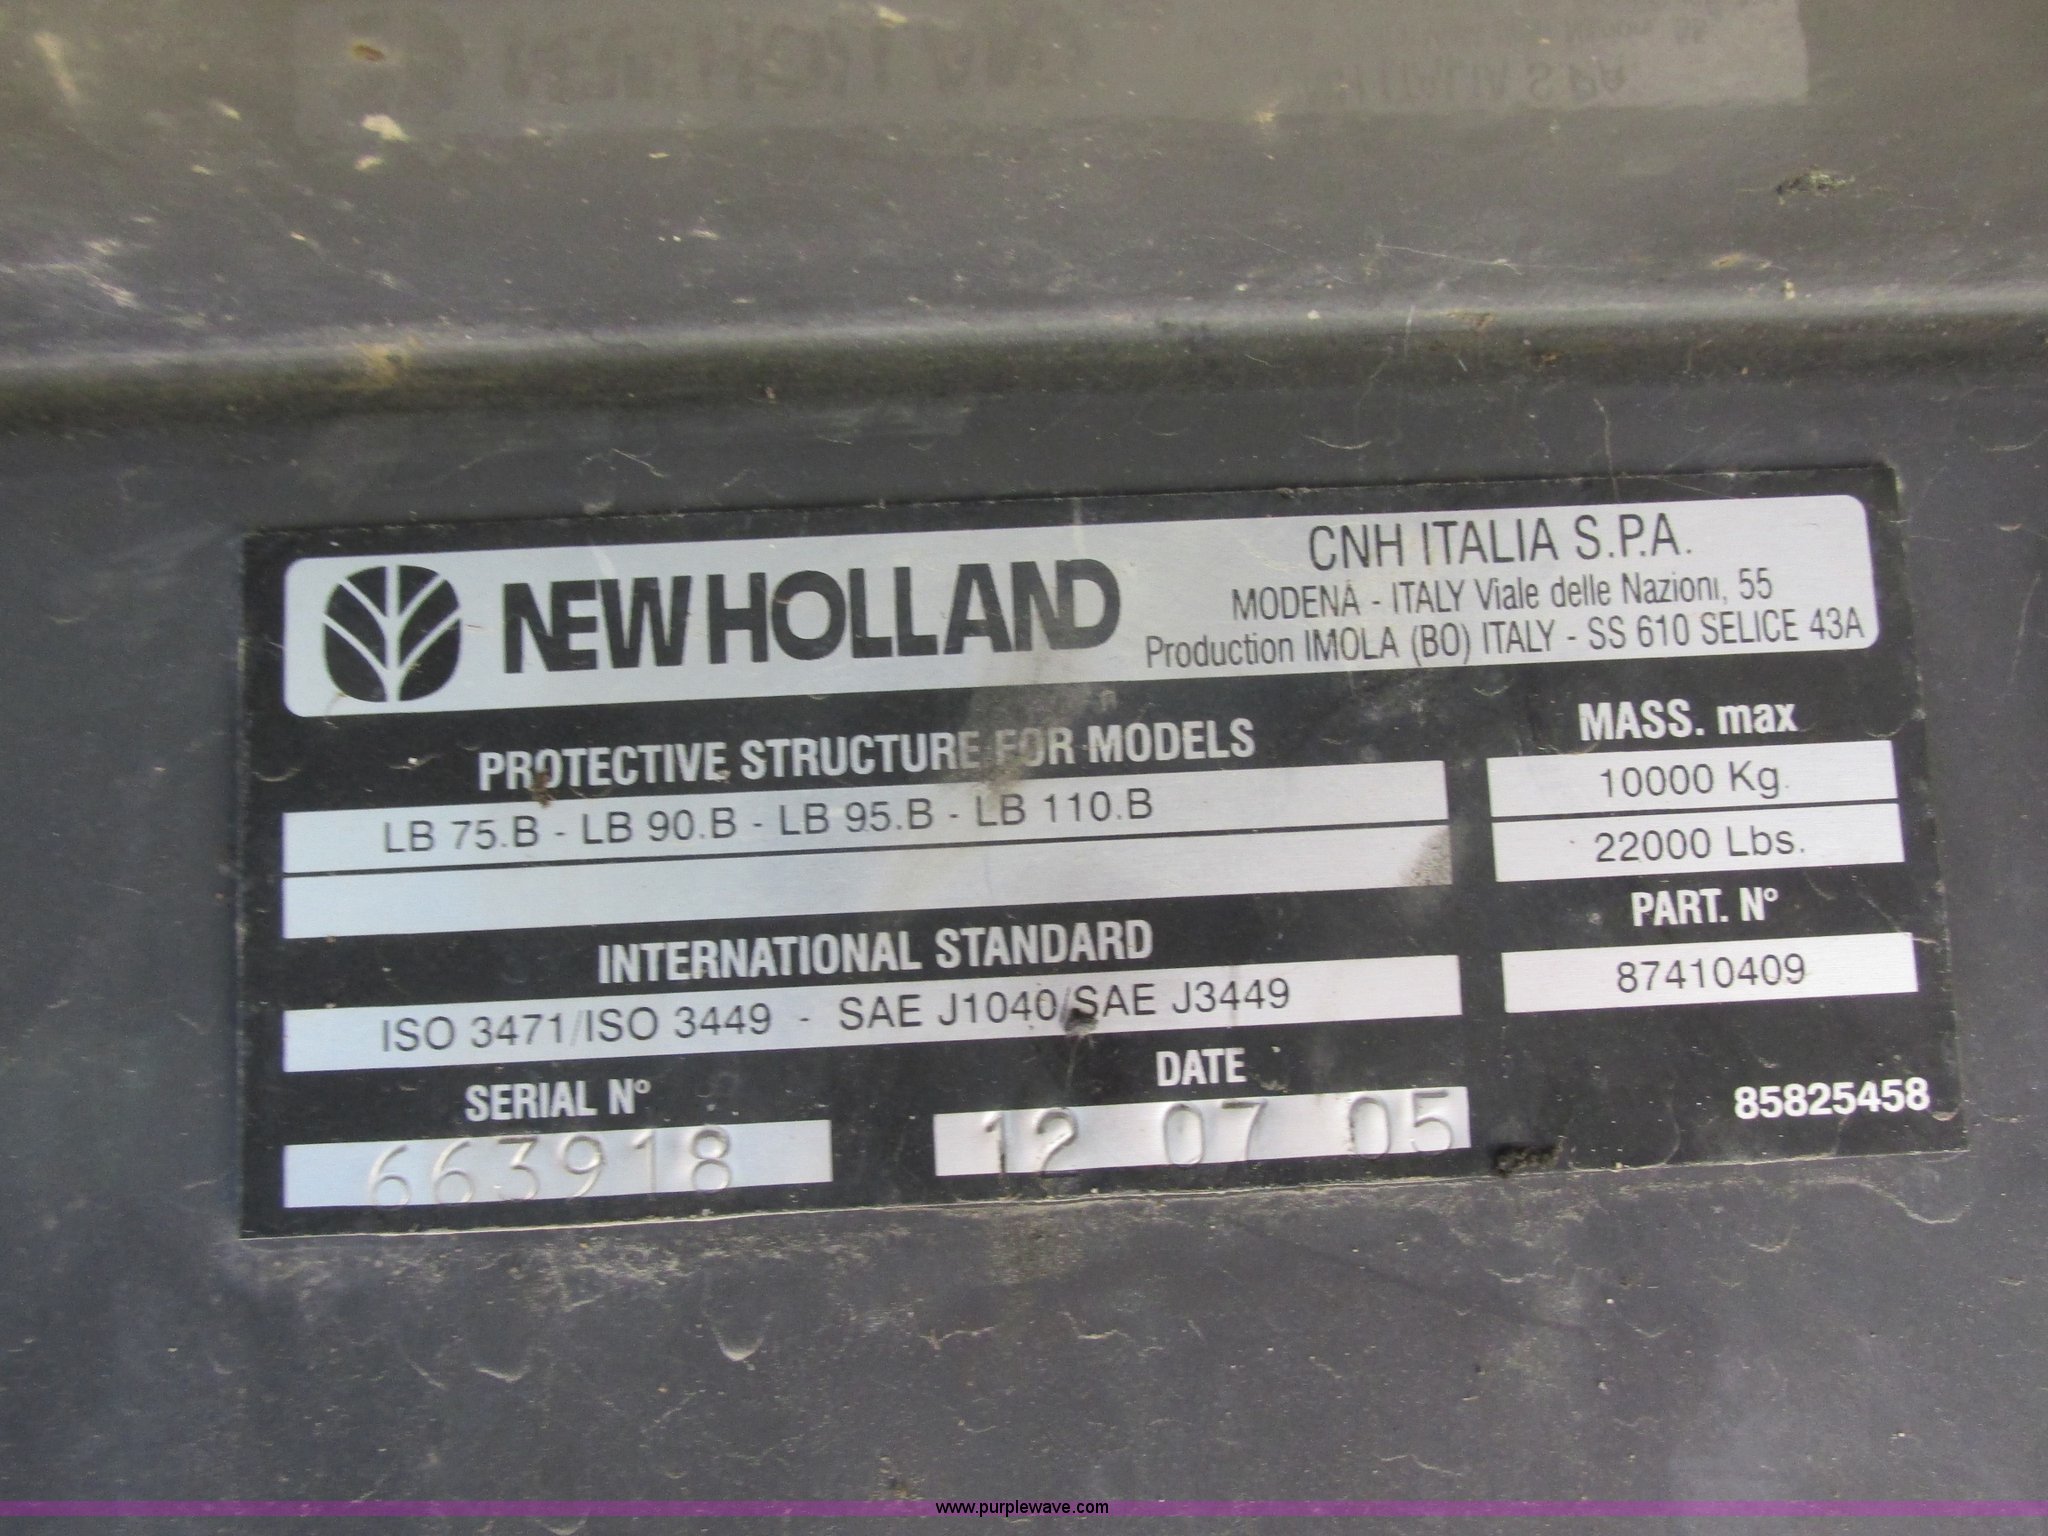 NEW HOLLAND
CNH ITALIA S.P.A.
MODENA - ITALY Viale delle Nazioni, 55
Production IMOLA (BO) ITALY - SS 610 SELICE 43A
PROTECTIVE STRUCTURE FOR MODELS
LB 75.B - LB 90.B - LB 95.B - LB 110.B
MASS. max
10000 Kg.
22000 Lbs.
INTERNATIONAL STANDARD
ISO 3471/ISO 3449 - SAE J1040/SAE J3449
PART. N°
87410409
SERIAL N°
663918
DATE
12 07 05
85825458
www.purplewave.com